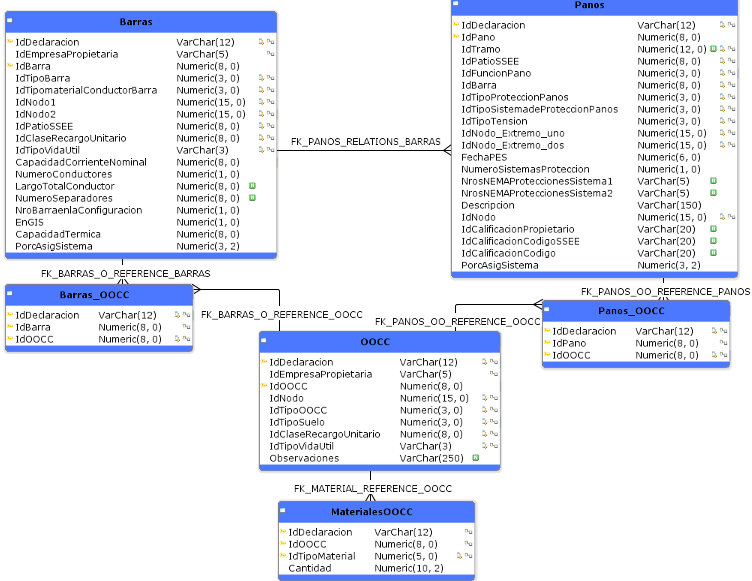 Barras
IdDeclaracion VarChar(12)
IdEmpresaPropietaria VarChar(5)
IdBarra Numeric(8, 0)
IdTipoBarra Numeric(3, 0)
IdTipomaterialConductorBarra Numeric(3, 0)
IdNodo1 Numeric(15, 0)
IdNodo2 Numeric(15, 0)
IdPatioSSEE Numeric(8, 0)
IdClaseRecargoUnitario Numeric(8, 0)
IdTipoVidaUtil VarChar(3)
CapacidadCorrienteNominal Numeric(8, 0)
NumeroConductores Numeric(1, 0)
LargoTotalConductor Numeric(8, 0) N
NumeroSeparadores Numeric(8, 0) N
NroBarraenlaConfiguracion Numeric(1, 0)
EnGIS Numeric(1, 0)
CapacidadTermica Numeric(8, 0)
PorcAsigSistema Numeric(3, 2)
FK_PANOS_RELATIONS_BARRAS
Panos
IdDeclaracion VarChar(12)
IdPano Numeric(8, 0)
IdTramo Numeric(12, 0) N
IdPatioSSEE Numeric(8, 0)
IdFuncionPano Numeric(3, 0)
IdBarra Numeric(8, 0)
IdTipoProteccionPanos Numeric(3, 0)
IdTipoSistemadeProteccionPanos Numeric(3, 0)
IdTipoTension Numeric(3, 0)
IdNodo_Extremo_uno Numeric(15, 0)
IdNodo_Extremo_dos Numeric(15, 0)
FechaPES Numeric(6, 0)
NumeroSistemasProteccion Numeric(1, 0)
NrosNEMAProteccionesSistema1 VarChar(5) N
NrosNEMAProteccionesSistema2 VarChar(5) N
Descripcion VarChar(150)
IdNodo Numeric(15, 0)
IdCalificacionPropietario VarChar(20) N
IdCalificacionCodigoSSEE VarChar(20) N
IdCalificacionCodigo VarChar(20) N
PorcAsigSistema Numeric(3, 2)
FK_BARRAS_O_REFERENCE_BARRAS
Barras_OOCC
IdDeclaracion VarChar(12)
IdBarra Numeric(8, 0)
IdOOCC Numeric(8, 0)
FK_BARRAS_O_REFERENCE_OOCC
FK_PANOS_OO_REFERENCE_PANOS
FK_PANOS_OO_REFERENCE_OOCC
Panos_OOCC
IdDeclaracion VarChar(12)
IdPano Numeric(8, 0)
IdOOCC Numeric(8, 0)
OOCC
IdDeclaracion VarChar(12)
IdEmpresaPropietaria VarChar(5)
IdOOCC Numeric(8, 0)
IdNodo Numeric(15, 0)
IdTipoOOCC Numeric(3, 0)
IdTipoSuelo Numeric(3, 0)
IdClaseRecargoUnitario Numeric(8, 0)
IdTipoVidaUtil VarChar(3)
Observaciones VarChar(250) N
FK_MATERIAL_REFERENCE_OOCC
MaterialesOOCC
IdDeclaracion VarChar(12)
IdOOCC Numeric(8, 0)
IdTipoMaterial Numeric(5, 0)
Cantidad Numeric(10, 2)